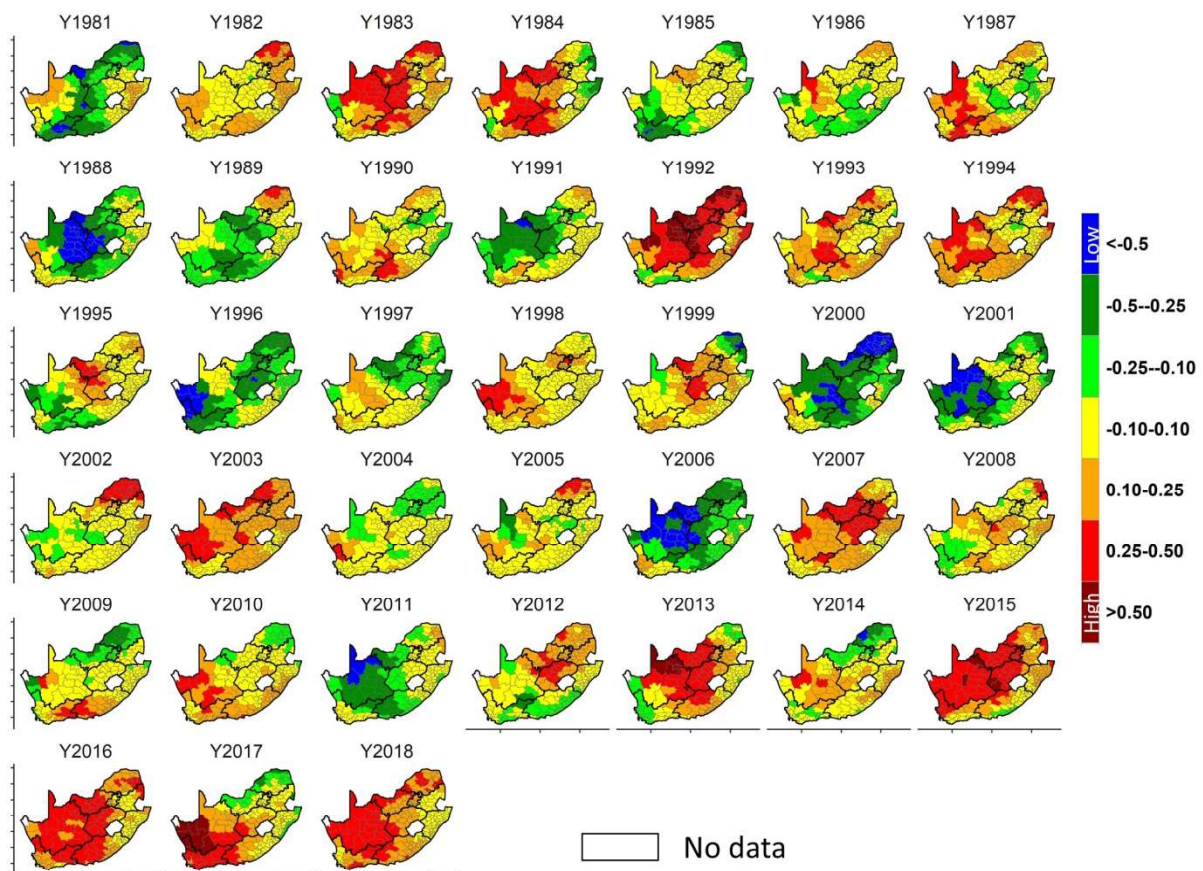 Y1981 Y1982 Y1983 Y1984 Y1985 Y1986 Y1987
Y1988 Y1989 Y1990 Y1991 Y1992 Y1993 Y1994
Y1995 Y1996 Y1997 Y1998 Y1999 Y2000 Y2001
Y2002 Y2003 Y2004 Y2005 Y2006 Y2007 Y2008
Y2009 Y2010 Y2011 Y2012 Y2013 Y2014 Y2015
Y2016 Y2017 Y2018
Low
<-0.5
-0.5--0.25
-0.25--0.10
-0.10-0.10
0.10-0.25
0.25-0.50
High
>0.50
No data